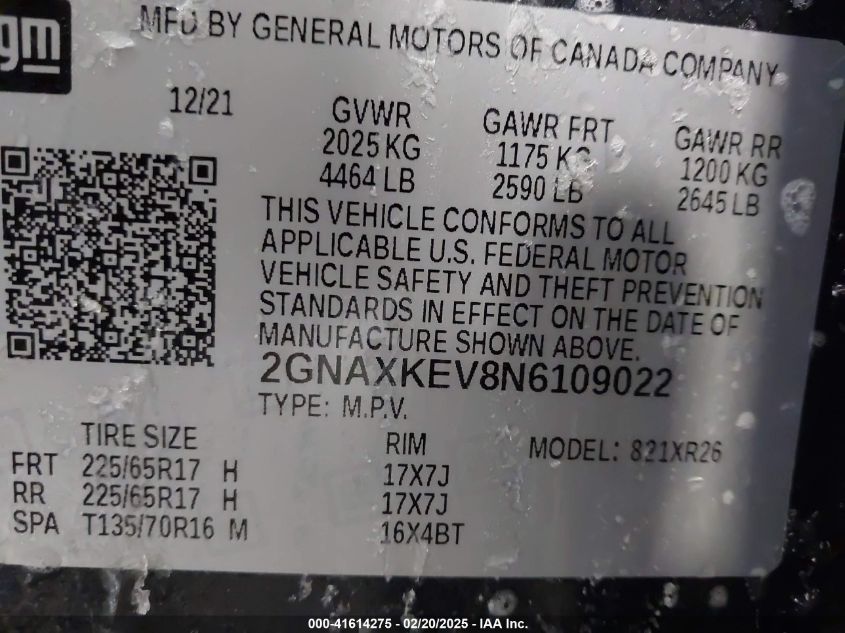 gm
MFD BY GENERAL MOTORS OF CANADA COMPANY
12/21
GVWR
2025 KG
4464 LB
GAWR FRT
1175 KG
2590 LB
GAWR RR
1200 KG
2645 LB
THIS VEHICLE CONFORMS TO ALL
APPLICABLE U.S. FEDERAL MOTOR
VEHICLE SAFETY AND THEFT PREVENTION
STANDARDS IN EFFECT ON THE DATE OF
MANUFACTURE SHOWN ABOVE.
2GNAXKEV8N6109022
TYPE: M.P.V.
TIRE SIZE RIM MODEL: 821XR26
FRT 225/65R17 H 17X7J
RR 225/65R17 H 17X7J
SPA T135/70R16 M 16X4BT
000-41614275 — 02/20/2025 — IAA Inc.